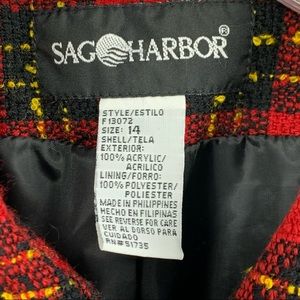 SAG HARBOR®
STYLE/ESTILO
F13072
SIZE: 14
SHELL/TELA
EXTERIOR:
100% ACRYLIC/
ACRILICO
LINING/FORRO:
100% POLYESTER/
POLIESTER
MADE IN PHILIPPINES
HECHO EN FILIPINAS
SEE REVERSE FOR CARE
VER AL DORSO PARA
CUIDADO
RN#51735